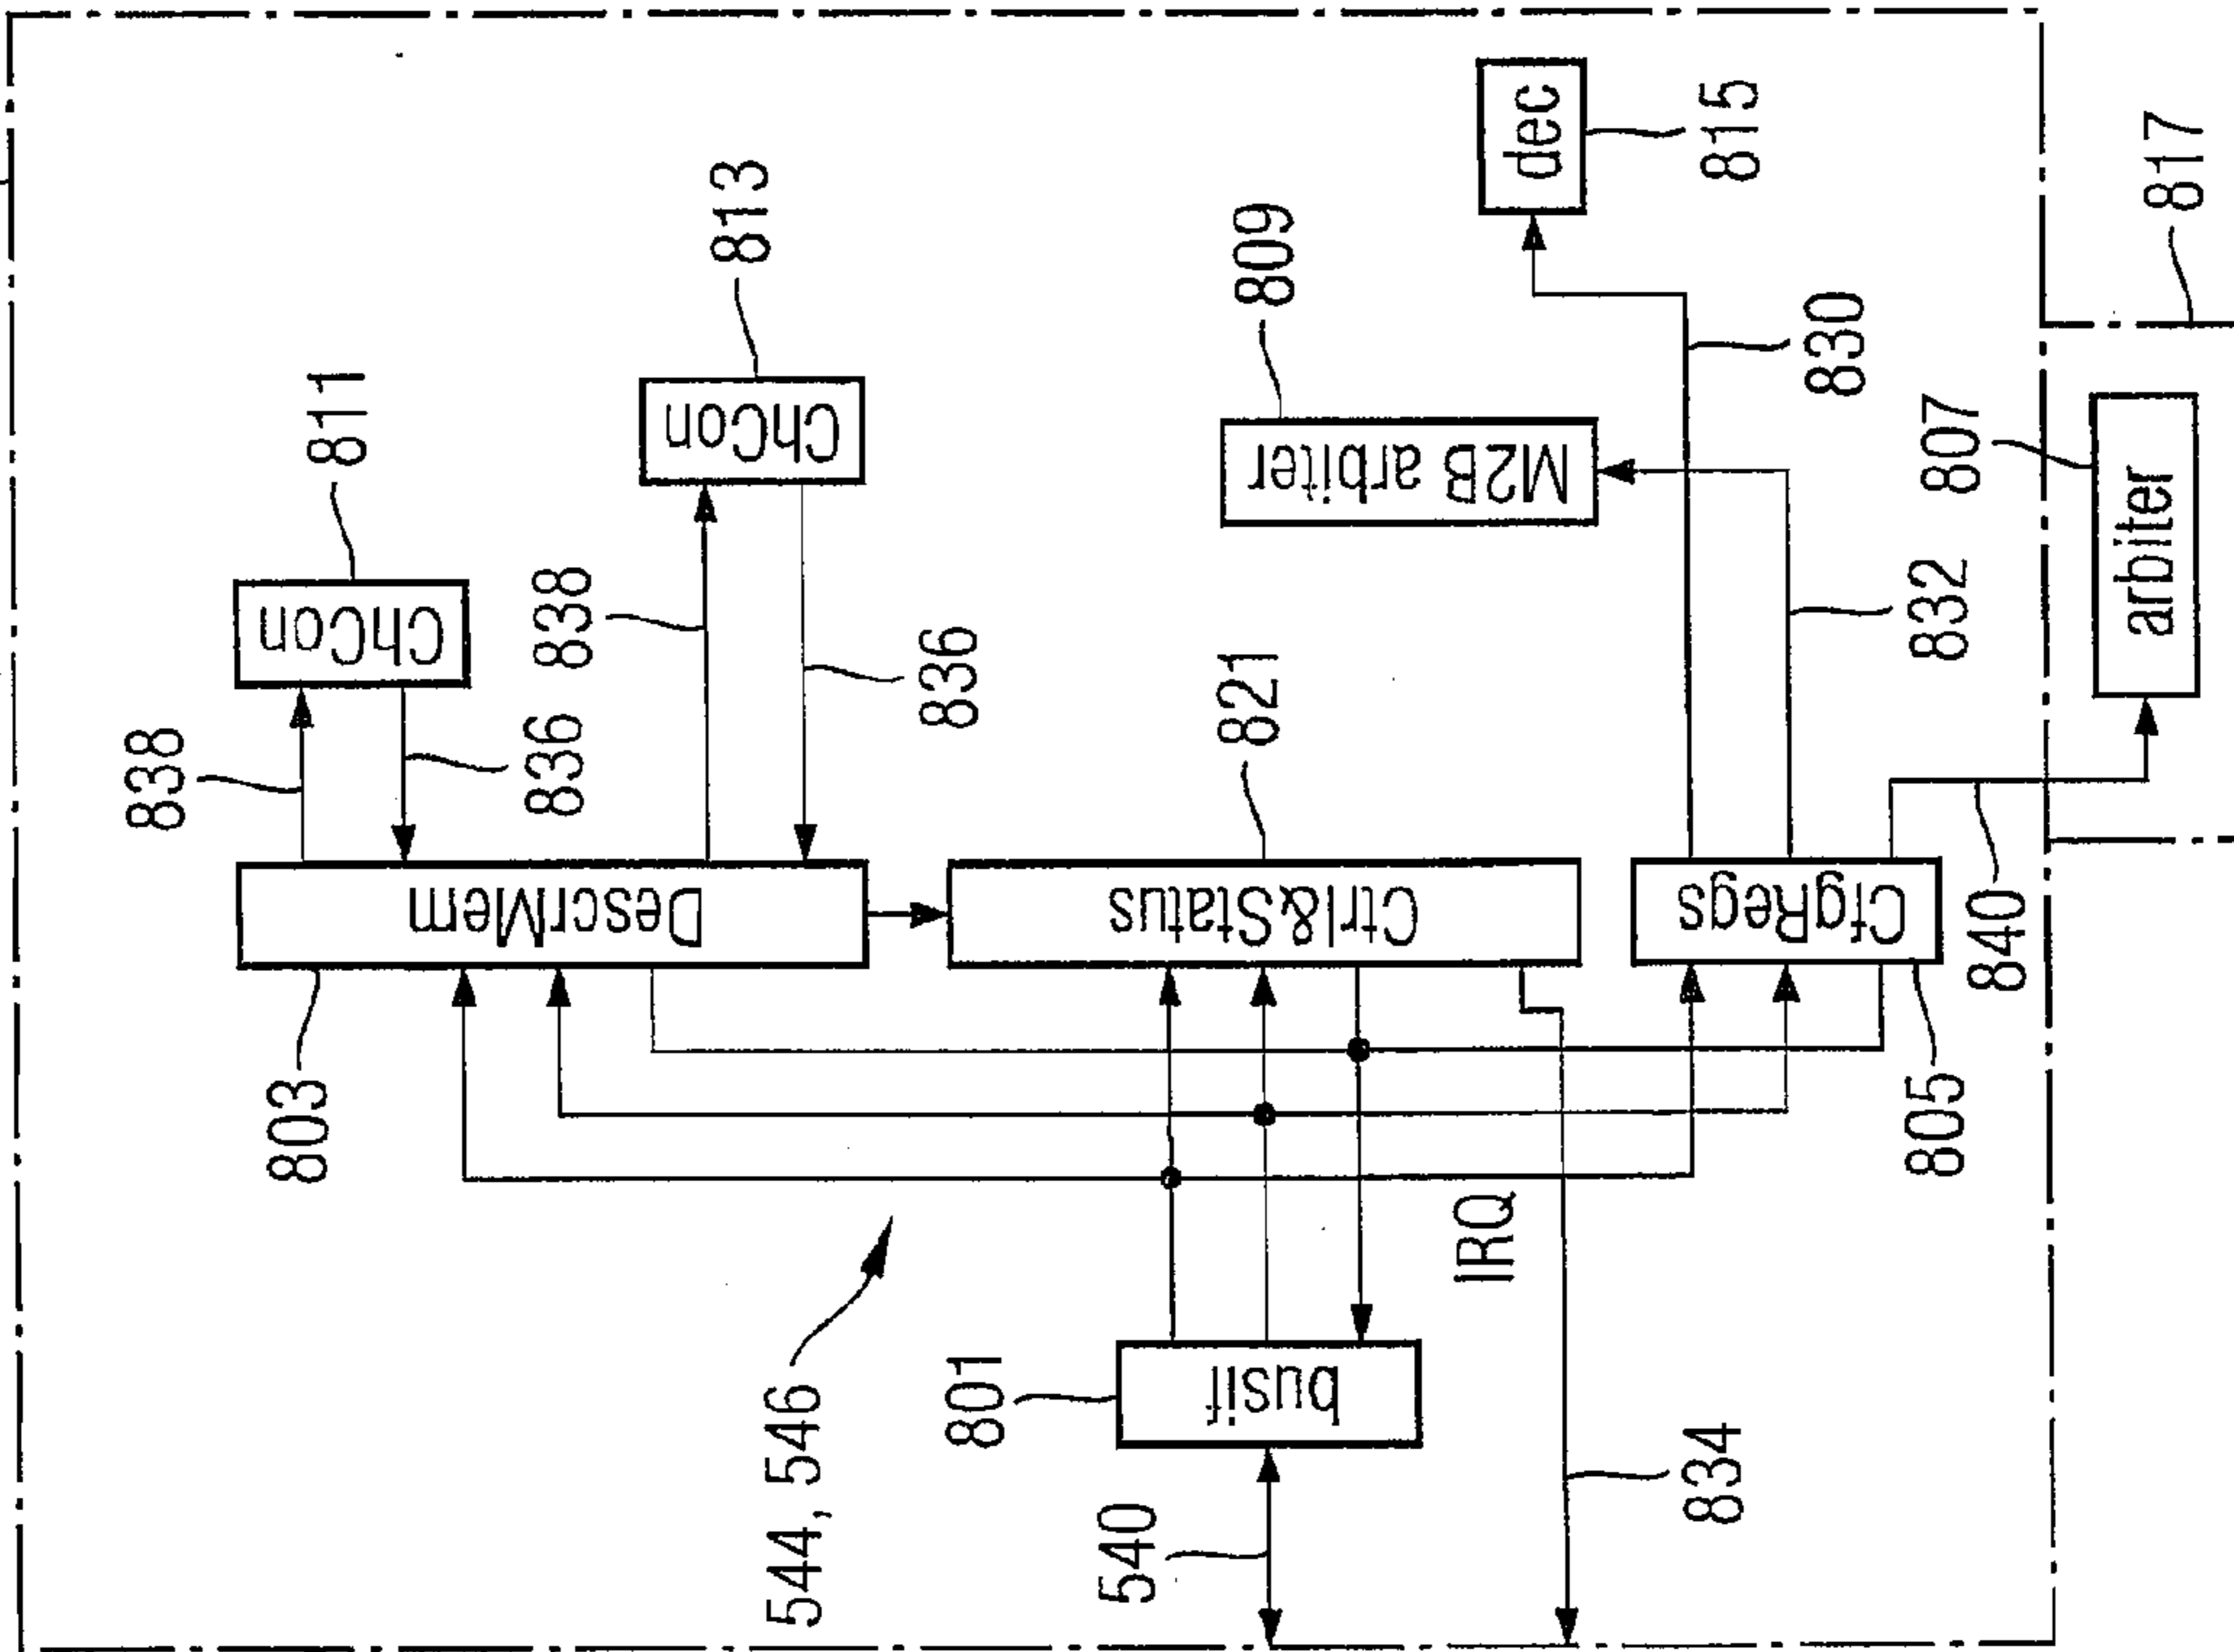 811
ChCon
813
838
836
ChCon
838
836
dec
815
809
M2B arbiter
830
832
817
807
arbiter
803
DescrMem
821
Ctrl&Status
CfgRegs
840
805
544, 546
801
busif
540
IRQ
834